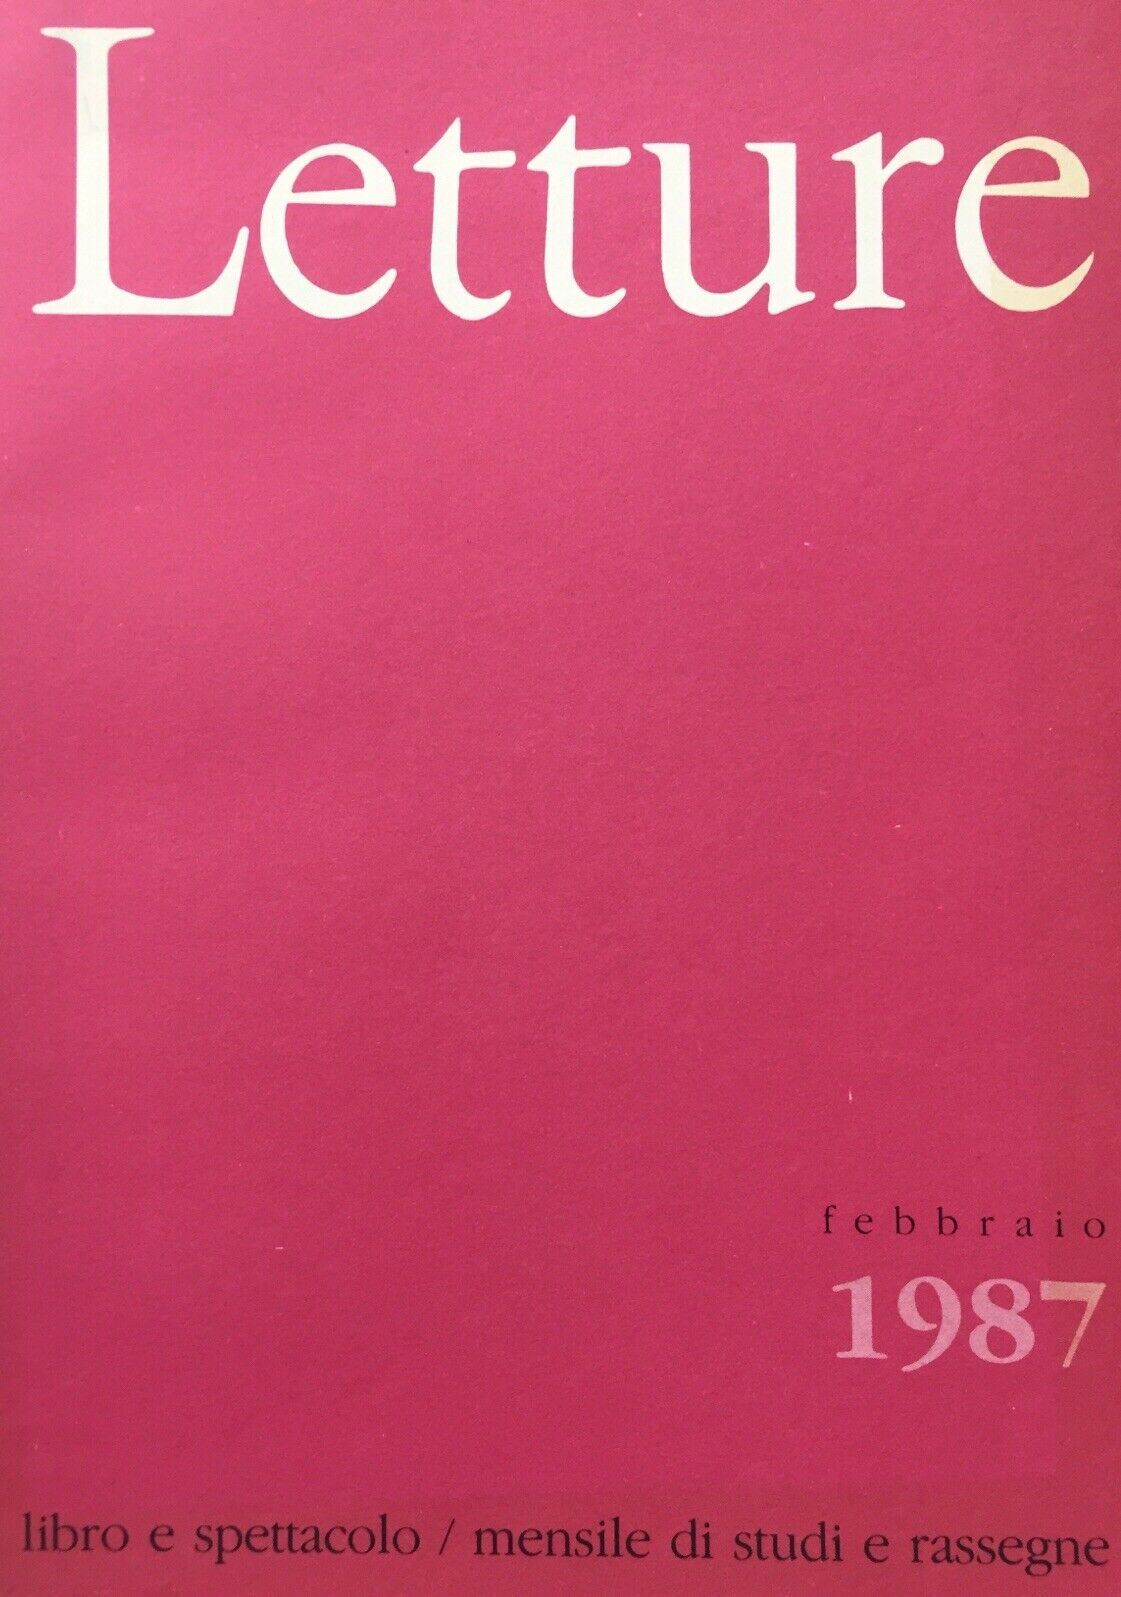 Letture
febbraio
1987
libro e spettacolo / mensile di studi e rassegne